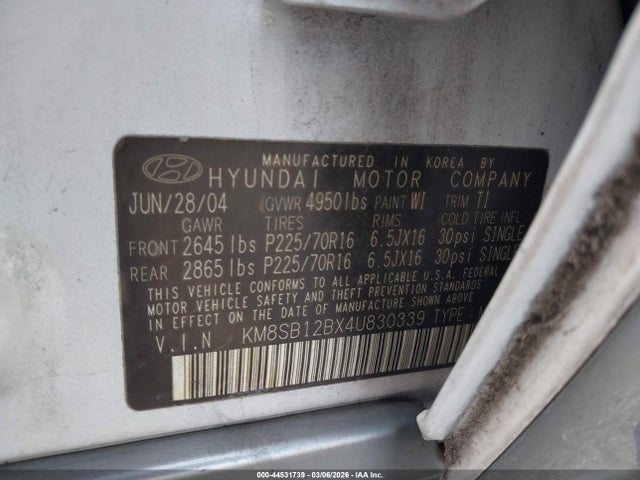 MANUFACTURED IN KOREA BY
HYUNDAI MOTOR COMPANY
JUN/28/04 GVWR 4950lbs PAINT WI TRIM TI
GAWR TIRES RIMS COLD TIRE INFL
FRONT 2645lbs P225/70R16 6.5JX16 30psi SINGLE
REAR 2865lbs P225/70R16 6.5JX16 30psi SINGLE
THIS VEHICLE CONFORMS TO ALL APPLICABLE U.S.A. FEDERAL
MOTOR VEHICLE SAFETY AND THEFT PREVENTION STANDARDS
IN EFFECT ON THE DATE OF MANUFACTURE SHOWN ABOVE.
V.I.N KM8SB12BX4U830339 TYPE:
000-44531739 | 03/06/2026 | IAA Inc.